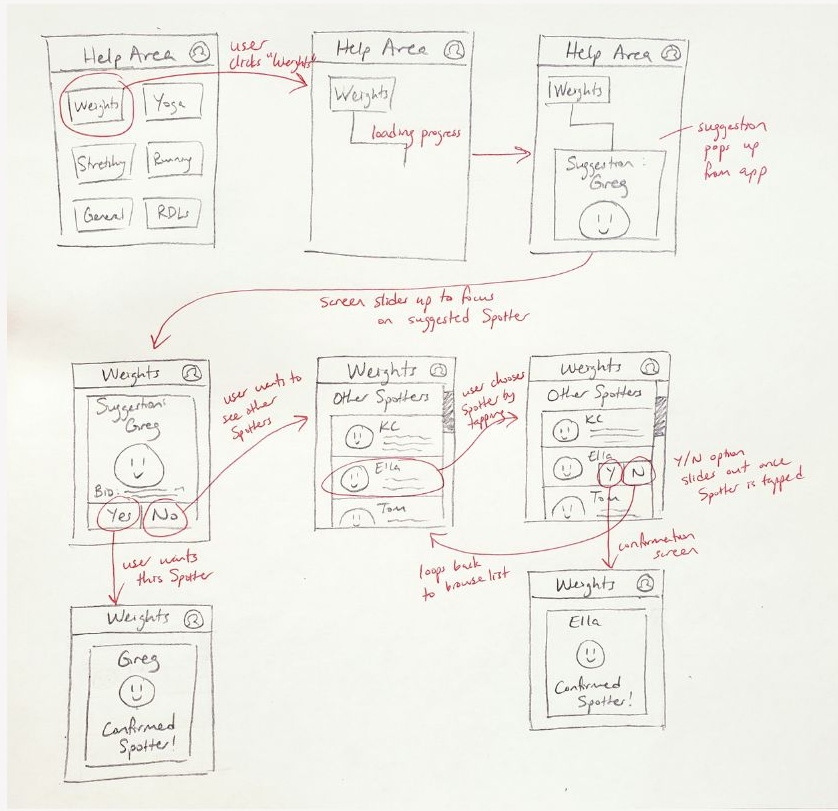 Help Area
user
clicks "Weights"
Weights
Yoga
Stretching
Running
General
RDLs
Help Area
Weights
loading progress
Help Area
Weights
Suggestion:
Greg
suggestion
pops up
from app
Screen slides up to focus
on suggested Spotter
Weights
Suggestion:
Greg
Bio:
Yes
No
user wants to
see other
Spotters
user wants
this Spotter
Weights
Other Spotters
KC
Ella
Tom
user chooses
Spotter by
tapping
Weights
Other Spotters
KC
Ella
Y
N
Tom
Y/N option
slides out once
Spotter is tapped
loops back
to browse list
confirmation
screen
Weights
Greg
Confirmed
Spotter!
Weights
Ella
Confirmed
Spotter!